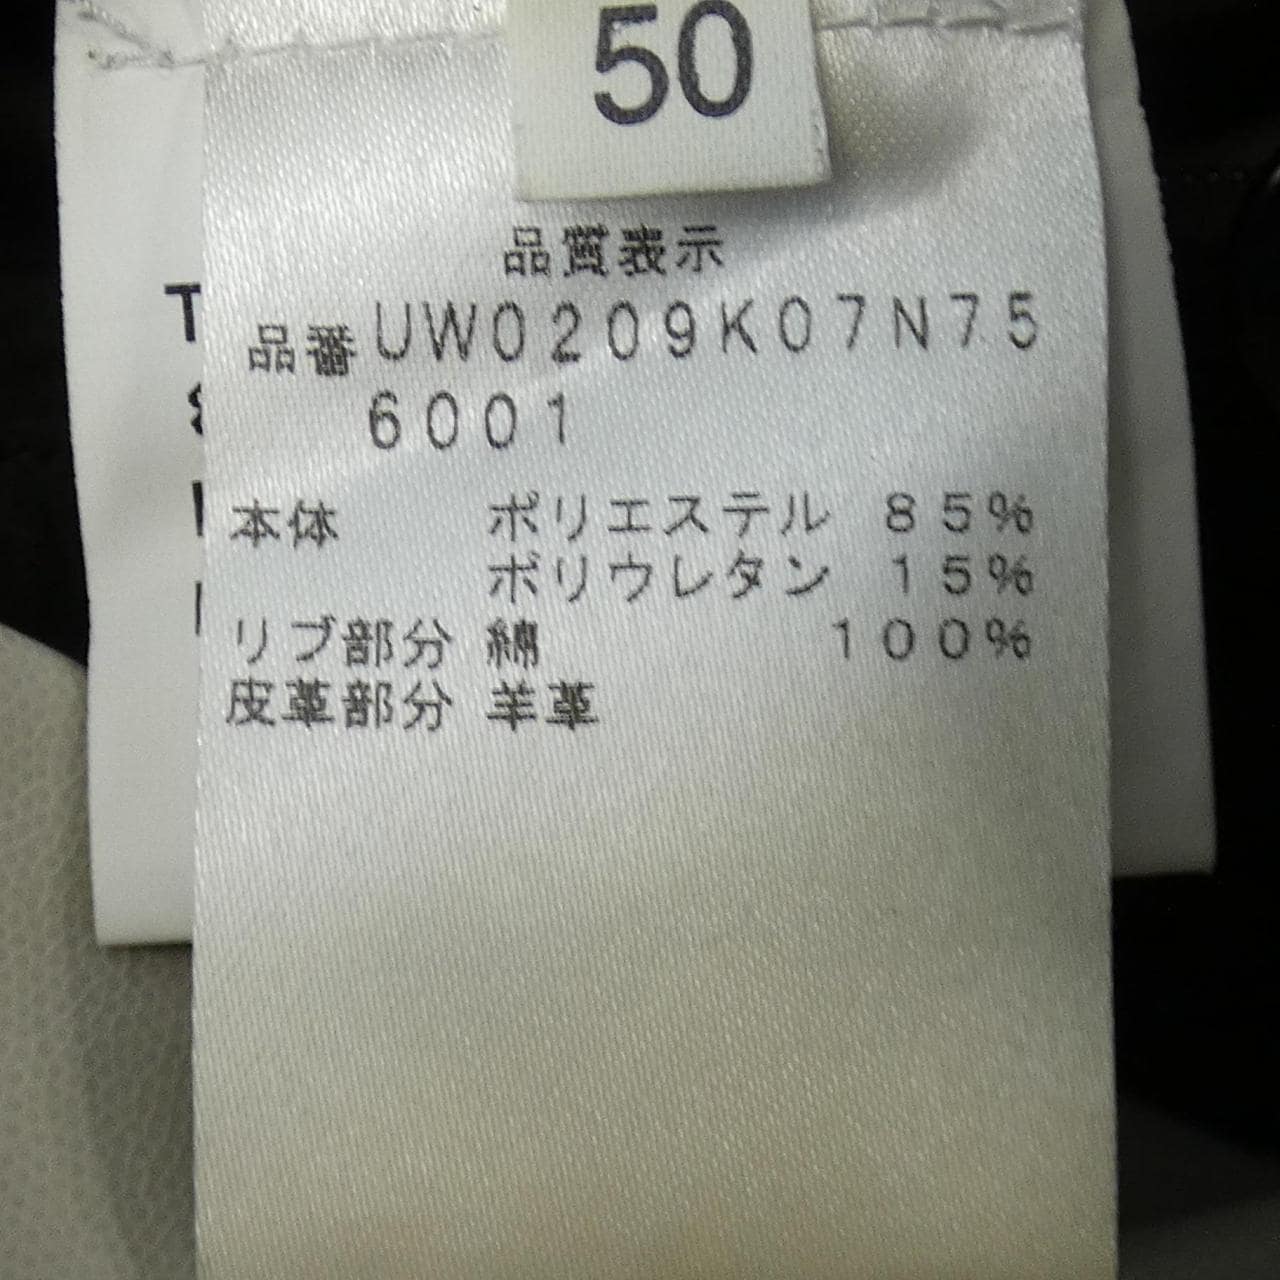 50
品質表示
品番 UW0209K07N75
6001
本体 ポリエステル 85%
ポリウレタン 15%
リブ部分 綿 100%
皮革部分 羊革